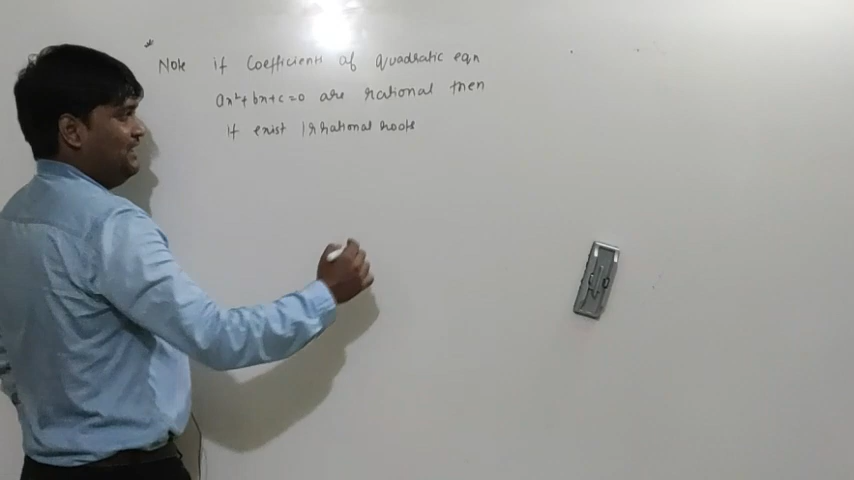 * Note if Coefficients of quadratic eqn
ax²+bx+c=0 are rational then
If exist Irrational roots